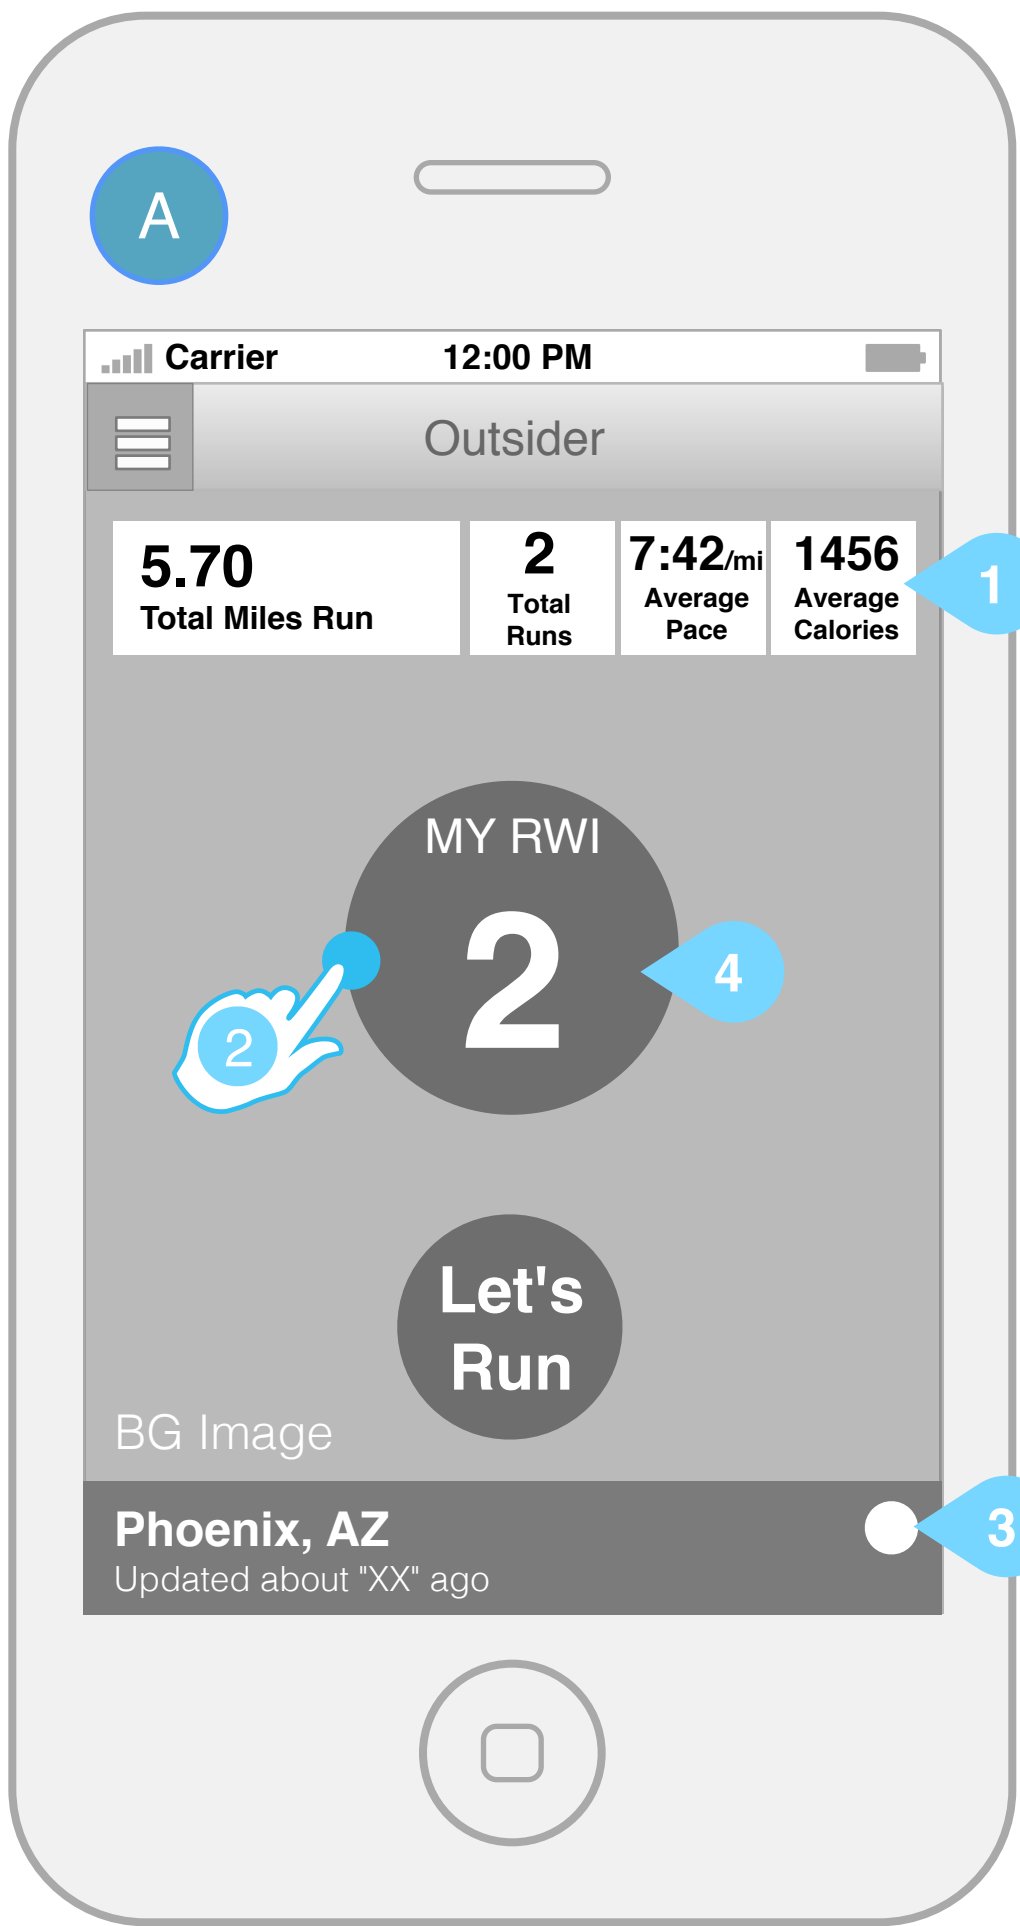 A
Carrier 12:00 PM
Outsider
5.70
Total Miles Run
2
Total
Runs
7:42/mi
Average
Pace
1456
Average
Calories
1
MY RWI
2
4
2
Let's
Run
BG Image
Phoenix, AZ
Updated about "XX" ago
3